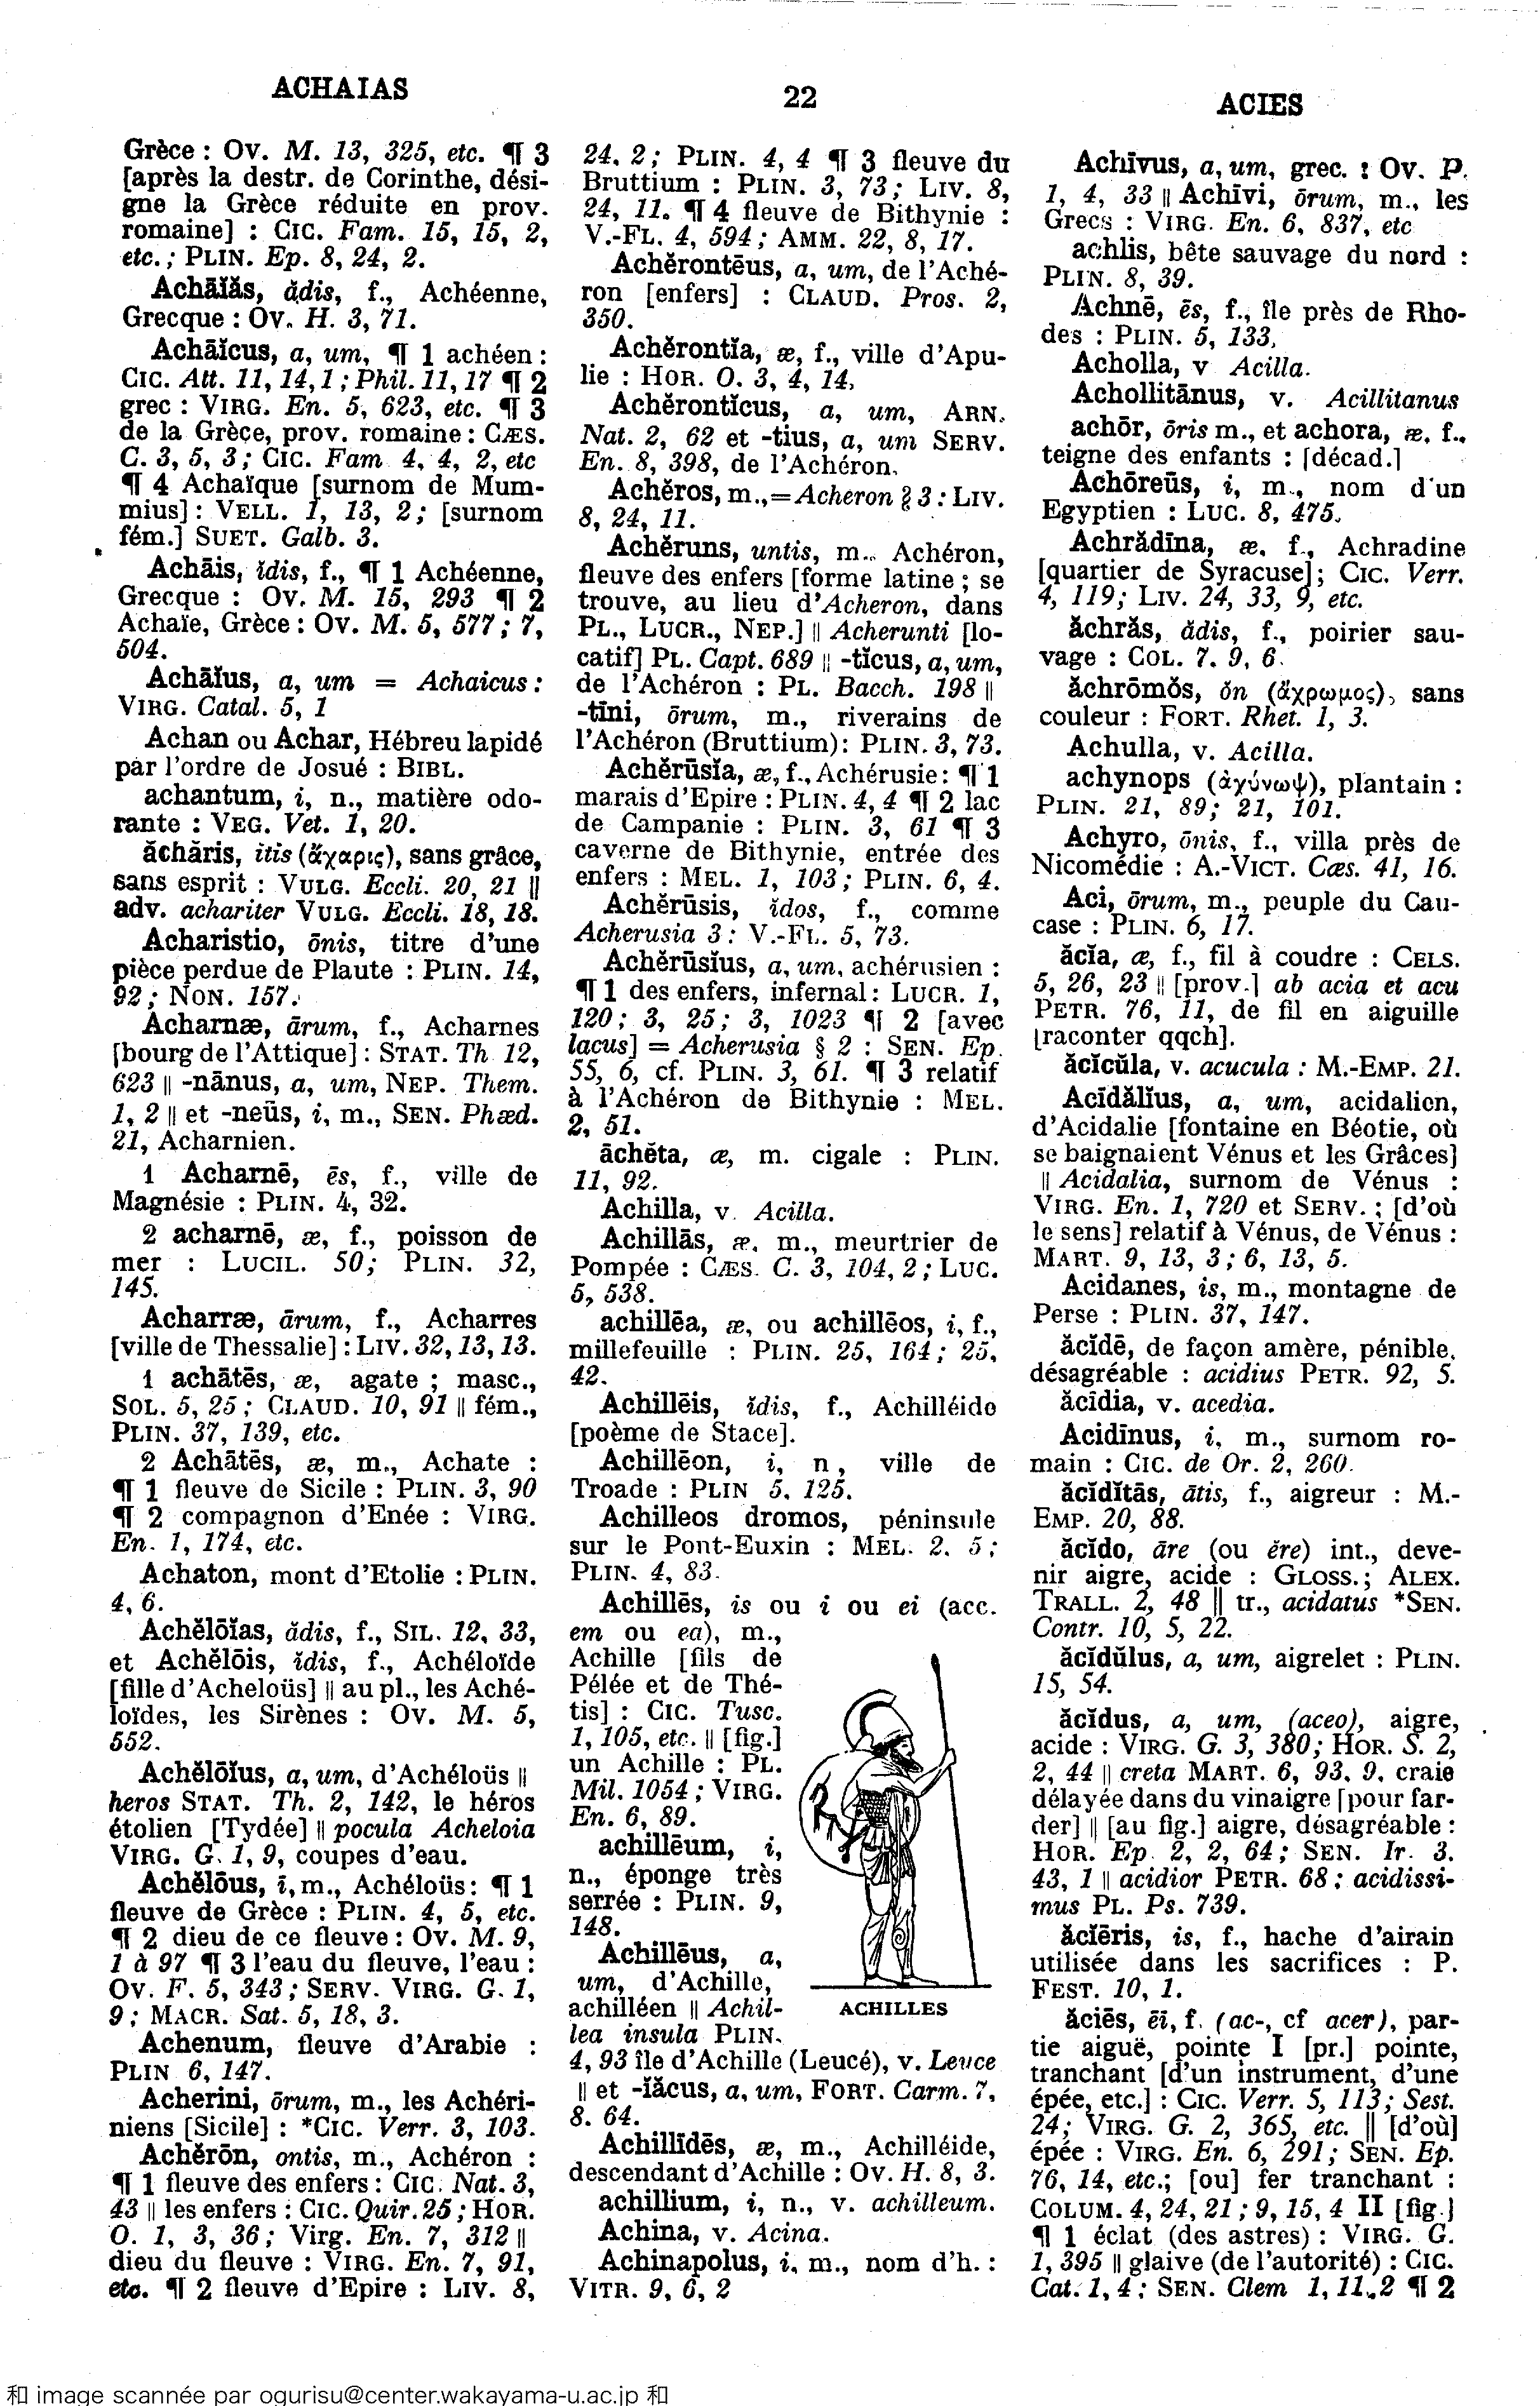 ACHAIAS
22
ACIES
Grèce : Ov. M. 13, 325, etc. ¶ 3
[après la destr. de Corinthe, dési-
gne la Grèce réduite en prov.
romaine] : Cic. Fam. 15, 15, 2,
etc. ; Plin. Ep. 8, 24, 2.
Achāĭăs, ădis, f., Achéenne,
Grecque : Ov. H. 3, 71.
Achāĭcus, a, um, ¶ 1 achéen :
Cic. Att. 11, 14, 1 ; Phil. 11, 17 ¶ 2
grec : Virg. En. 5, 623, etc. ¶ 3
de la Grèce, prov. romaine : Cæs.
C. 3, 5, 3 ; Cic. Fam 4, 4, 2, etc
¶ 4 Achaïque [surnom de Mum-
mius] : Vell. 1, 13, 2 ; [surnom
fém.] Suet. Galb. 3.
Achāis, ĭdis, f., ¶ 1 Achéenne,
Grecque : Ov. M. 15, 293 ¶ 2
Achaïe, Grèce : Ov. M. 5, 577 ; 7,
504.
Achāĭus, a, um = Achaicus :
Virg. Catal. 5, 1
Achan ou Achar, Hébreu lapidé
par l'ordre de Josué : Bibl.
achantum, i, n., matière odo-
rante : Veg. Vet. 1, 20.
ăchăris, itis (ἄχαρις), sans grâce,
sans esprit : Vulg. Eccli. 20, 21 ||
adv. achariter Vulg. Eccli. 18, 18.
Acharistio, ōnis, titre d'une
pièce perdue de Plaute : Plin. 14,
92 ; Non. 157.
Acharnæ, ārum, f., Acharnes
[bourg de l'Attique] : Stat. Th 12,
623 || -nānus, a, um, Nep. Them.
1, 2 || et -neūs, i, m., Sen. Phæd.
21, Acharnien.
1 Acharnē, ēs, f., ville de
Magnésie : Plin. 4, 32.
2 acharnē, æ, f., poisson de
mer : Lucil. 50 ; Plin. 32,
145.
Acharræ, ārum, f., Acharres
[ville de Thessalie] : Liv. 32, 13, 13.
1 achātēs, æ, agate ; masc.,
Sol. 5, 25 ; Claud. 10, 91 || fém.,
Plin. 37, 139, etc.
2 Achātēs, æ, m., Achate :
¶ 1 fleuve de Sicile : Plin. 3, 90
¶ 2 compagnon d'Enée : Virg.
En. 1, 174, etc.
Achaton, mont d'Etolie : Plin.
4, 6.
Achĕlōĭas, ădis, f., Sil. 12, 33,
et Achĕlōis, ĭdis, f., Achéloïde
[fille d'Acheloüs] || au pl., les Aché-
loïdes, les Sirènes : Ov. M. 5,
552.
Achĕlōĭus, a, um, d'Achéloüs ||
heros Stat. Th. 2, 142, le héros
étolien [Tydée] || pocula Acheloia
Virg. G. 1, 9, coupes d'eau.
Achĕlōus, ī, m., Achéloüs : ¶ 1
fleuve de Grèce : Plin. 4, 5, etc.
¶ 2 dieu de ce fleuve : Ov. M. 9,
1 à 97 ¶ 3 l'eau du fleuve, l'eau :
Ov. F. 5, 343 ; Serv. Virg. G. 1,
9 ; Macr. Sat. 5, 18, 3.
Achenum, fleuve d'Arabie :
Plin 6, 147.
Acherini, ōrum, m., les Achéri-
niens [Sicile] : *Cic. Verr. 3, 103.
Achĕrōn, ontis, m., Achéron :
¶ 1 fleuve des enfers : Cic. Nat. 3,
43 || les enfers : Cic. Quir. 25 ; Hor.
O. 1, 3, 36 ; Virg. En. 7, 312 ||
dieu du fleuve : Virg. En. 7, 91,
etc. ¶ 2 fleuve d'Epire : Liv. 8,
24, 2 ; Plin. 4, 4 ¶ 3 fleuve du
Bruttium : Plin. 3, 73 ; Liv. 8,
24, 11. ¶ 4 fleuve de Bithynie :
V.-Fl. 4, 594 ; Amm. 22, 8, 17.
Achĕrontēus, a, um, de l'Aché-
ron [enfers] : Claud. Pros. 2,
350.
Achĕrontĭa, æ, f., ville d'Apu-
lie : Hor. O. 3, 4, 14,
Achĕrontĭcus, a, um, Arn.
Nat. 2, 62 et -tius, a, um Serv.
En. 8, 398, de l'Achéron.
Achĕros, m., = Acheron § 3 : Liv.
8, 24, 11.
Achĕruns, untis, m., Achéron,
fleuve des enfers [forme latine ; se
trouve, au lieu d'Acheron, dans
Pl., Lucr., Nep.] || Acherunti [lo-
catif] Pl. Capt. 689 || -tĭcus, a, um,
de l'Achéron : Pl. Bacch. 198 ||
-tīni, ōrum, m., riverains de
l'Achéron (Bruttium) : Plin. 3, 73.
Achĕrūsĭa, æ, f., Achérusie : ¶ 1
marais d'Epire : Plin. 4, 4 ¶ 2 lac
de Campanie : Plin. 3, 61 ¶ 3
caverne de Bithynie, entrée des
enfers : Mel. 1, 103 ; Plin. 6, 4.
Achĕrūsis, ĭdos, f., comme
Acherusia 3 : V.-Fl. 5, 73.
Achĕrūsĭus, a, um, achérusien :
¶ 1 des enfers, infernal : Lucr. 1,
120 ; 3, 25 ; 3, 1023 ¶ 2 [avec
lacus] = Acherusia § 2 : Sen. Ep.
55, 6, cf. Plin. 3, 61. ¶ 3 relatif
à l'Achéron de Bithynie : Mel.
2, 51.
āchĕta, æ, m. cigale : Plin.
11, 92.
Achilla, v. Acilla.
Achillās, æ, m., meurtrier de
Pompée : Cæs. C. 3, 104, 2 ; Luc.
5, 538.
achillēa, æ, ou achillēos, i, f.,
millefeuille : Plin. 25, 164 ; 25,
42.
Achillēis, ĭdis, f., Achilléide
[poème de Stace].
Achillēon, i, n, ville de
Troade : Plin 5, 125.
Achilleos dromos, péninsule
sur le Pont-Euxin : Mel. 2, 5 ;
Plin. 4, 83.
Achillēs, is ou i ou ei (acc.
em ou ea), m.,
Achille [fils de
Pélée et de Thé-
tis] : Cic. Tusc.
1, 105, etc. || [fig.]
un Achille : Pl.
Mil. 1054 ; Virg.
En. 6, 89.
achillēum, i,
n., éponge très
serrée : Plin. 9,
148.
Achillēus, a,
um, d'Achille,
achilléen || Achil-
lea insula Plin.
4, 93 île d'Achille (Leucé), v. Leuce
|| et -ĭăcus, a, um, Fort. Carm. 7,
8. 64.
Achillīdēs, æ, m., Achilléide,
descendant d'Achille : Ov. H. 8, 3.
achillium, i, n., v. achilleum.
Achina, v. Acina.
Achinapolus, i, m., nom d'h. :
Vitr. 9, 6, 2
ACHILLES
Achīvus, a, um, grec. : Ov. P.
1, 4, 33 || Achīvi, ōrum, m., les
Grecs : Virg. En. 6, 837, etc
achlis, bête sauvage du nord :
Plin. 8, 39.
Achnē, ēs, f., île près de Rho-
des : Plin. 5, 133,
Acholla, v Acilla.
Achollitānus, v. Acillitanus
achōr, ōris m., et achora, æ, f.,
teigne des enfants : [décad.]
Achōreūs, i, m., nom d'un
Egyptien : Luc. 8, 475.
Achrădīna, æ, f., Achradine
[quartier de Syracuse] ; Cic. Verr.
4, 119 ; Liv. 24, 33, 9, etc.
ăchrăs, ădis, f., poirier sau-
vage : Col. 7. 9, 6.
ăchrōmŏs, ŏn (ἄχρωμος), sans
couleur : Fort. Rhet. 1, 3.
Achulla, v. Acilla.
achynops (ἀχύνωψ), plantain :
Plin. 21, 89 ; 21, 101.
Achyro, ōnis, f., villa près de
Nicomédie : A.-Vict. Cæs. 41, 16.
Aci, ōrum, m., peuple du Cau-
case : Plin. 6, 17.
ăcĭa, æ, f., fil à coudre : Cels.
5, 26, 23 || [prov.] ab acia et acu
Petr. 76, 11, de fil en aiguille
[raconter qqch].
ăcĭcŭla, v. acucula : M.-Emp. 21.
Acīdălĭus, a, um, acidalien,
d'Acidalie [fontaine en Béotie, où
se baignaient Vénus et les Grâces]
|| Acidalia, surnom de Vénus :
Virg. En. 1, 720 et Serv. ; [d'où
le sens] relatif à Vénus, de Vénus :
Mart. 9, 13, 3 ; 6, 13, 5.
Acidanes, is, m., montagne de
Perse : Plin. 37, 147.
ăcĭdē, de façon amère, pénible,
désagréable : acidius Petr. 92, 5.
ăcīdia, v. acedia.
Acidīnus, i, m., surnom ro-
main : Cic. de Or. 2, 260.
ăcĭdĭtās, ātis, f., aigreur : M.-
Emp. 20, 88.
ăcĭdo, āre (ou ĕre) int., deve-
nir aigre, acide : Gloss. ; Alex.
Trall. 2, 48 || tr., acidatus *Sen.
Contr. 10, 5, 22.
ăcĭdŭlus, a, um, aigrelet : Plin.
15, 54.
ăcĭdus, a, um, (aceo), aigre,
acide : Virg. G. 3, 380 ; Hor. S. 2,
2, 44 || creta Mart. 6, 93, 9, craie
délayée dans du vinaigre [pour far-
der] || [au fig.] aigre, désagréable :
Hor. Ep. 2, 2, 64 ; Sen. Ir. 3.
43, 1 || acidior Petr. 68 ; acidissi-
mus Pl. Ps. 739.
ăcĭēris, is, f., hache d'airain
utilisée dans les sacrifices : P.
Fest. 10, 1.
ăciēs, ēī, f. (ac-, cf acer), par-
tie aiguë, pointe I [pr.] pointe,
tranchant [d'un instrument, d'une
épée, etc.] : Cic. Verr. 5, 113 ; Sest.
24 ; Virg. G. 2, 365, etc. || [d'où]
épée : Virg. En. 6, 291 ; Sen. Ep.
76, 14, etc. ; [ou] fer tranchant :
Colum. 4, 24, 21 ; 9, 15, 4 II [fig.]
¶ 1 éclat (des astres) : Virg. G.
1, 395 || glaive (de l'autorité) : Cic.
Cat. 1, 4 ; Sen. Clem 1, 11, 2 ¶ 2
和 image scannée par ogurisu@center.wakayama-u.ac.jp 和